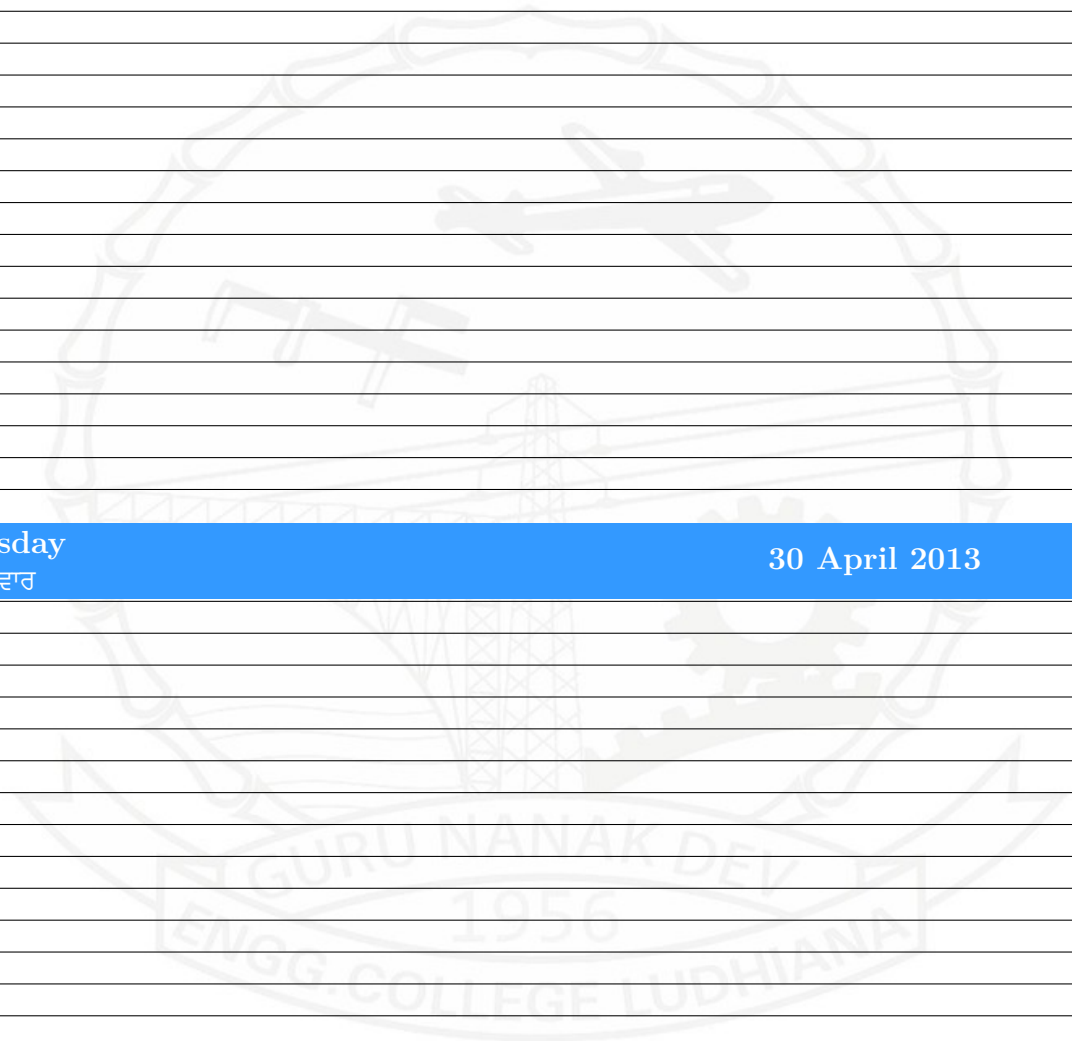 sday
ਵਾਰ
30 April 2013
GURU NANAK DEV
1956
ENGG. COLLEGE LUDHIANA